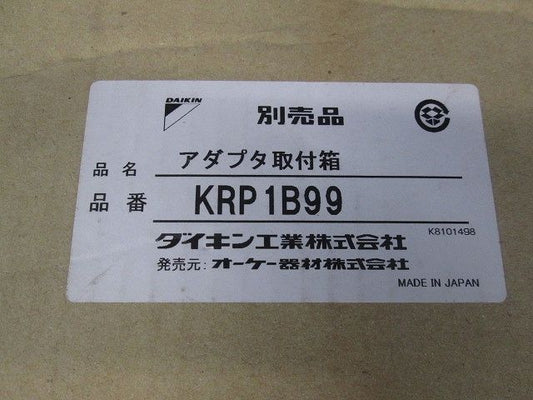 DAIKIN
別売品
品名 アダプタ取付箱
品番 KRP1B99
ダイキン工業株式会社
K8101498
発売元:オーケー器材株式会社
MADE IN JAPAN